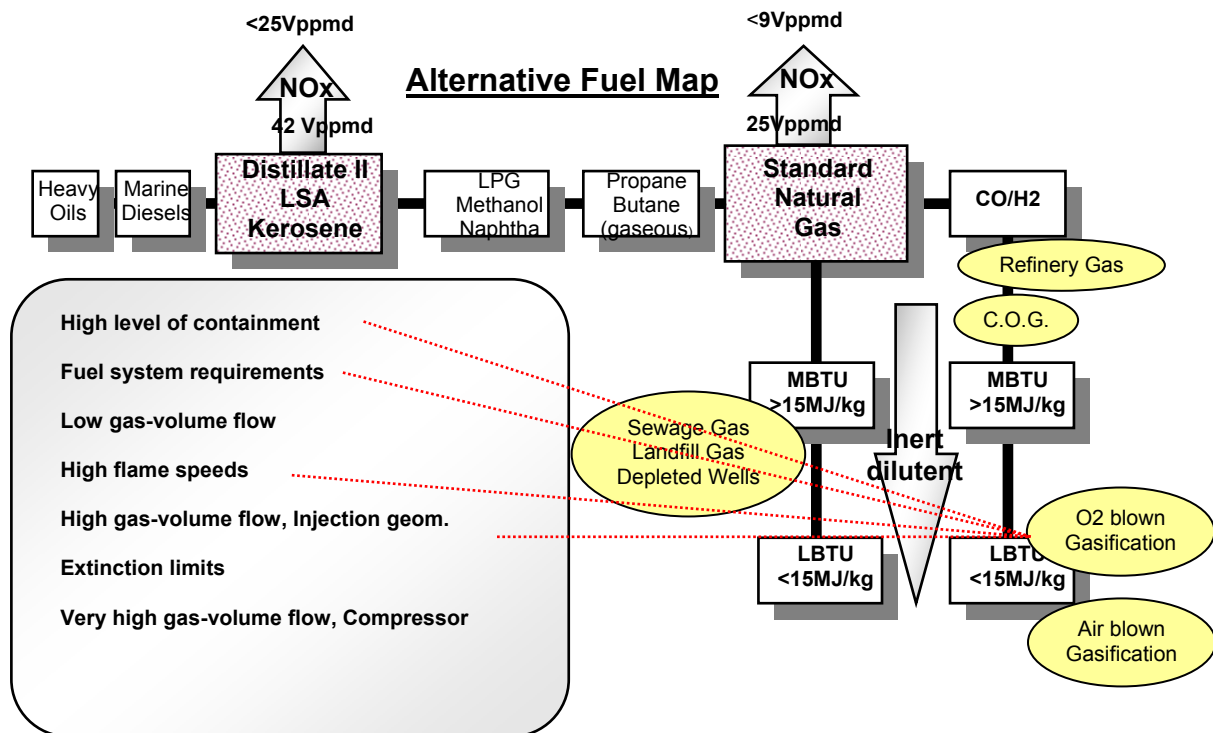 <25Vppmd
<9Vppmd
NOx
Alternative Fuel Map
NOx
42 Vppmd
25Vppmd
Heavy
Oils
Marine
Diesels
Distillate II
LSA
Kerosene
LPG
Methanol
Naphtha
Propane
Butane
(gaseous)
Standard
Natural
Gas
CO/H2
Refinery Gas
C.O.G.
High level of containment
Fuel system requirements
Low gas-volume flow
High flame speeds
High gas-volume flow, Injection geom.
Extinction limits
Very high gas-volume flow, Compressor
MBTU
>15MJ/kg
MBTU
>15MJ/kg
Sewage Gas
Landfill Gas
Depleted Wells
Inert
dilutent
LBTU
<15MJ/kg
LBTU
<15MJ/kg
O2 blown
Gasification
Air blown
Gasification